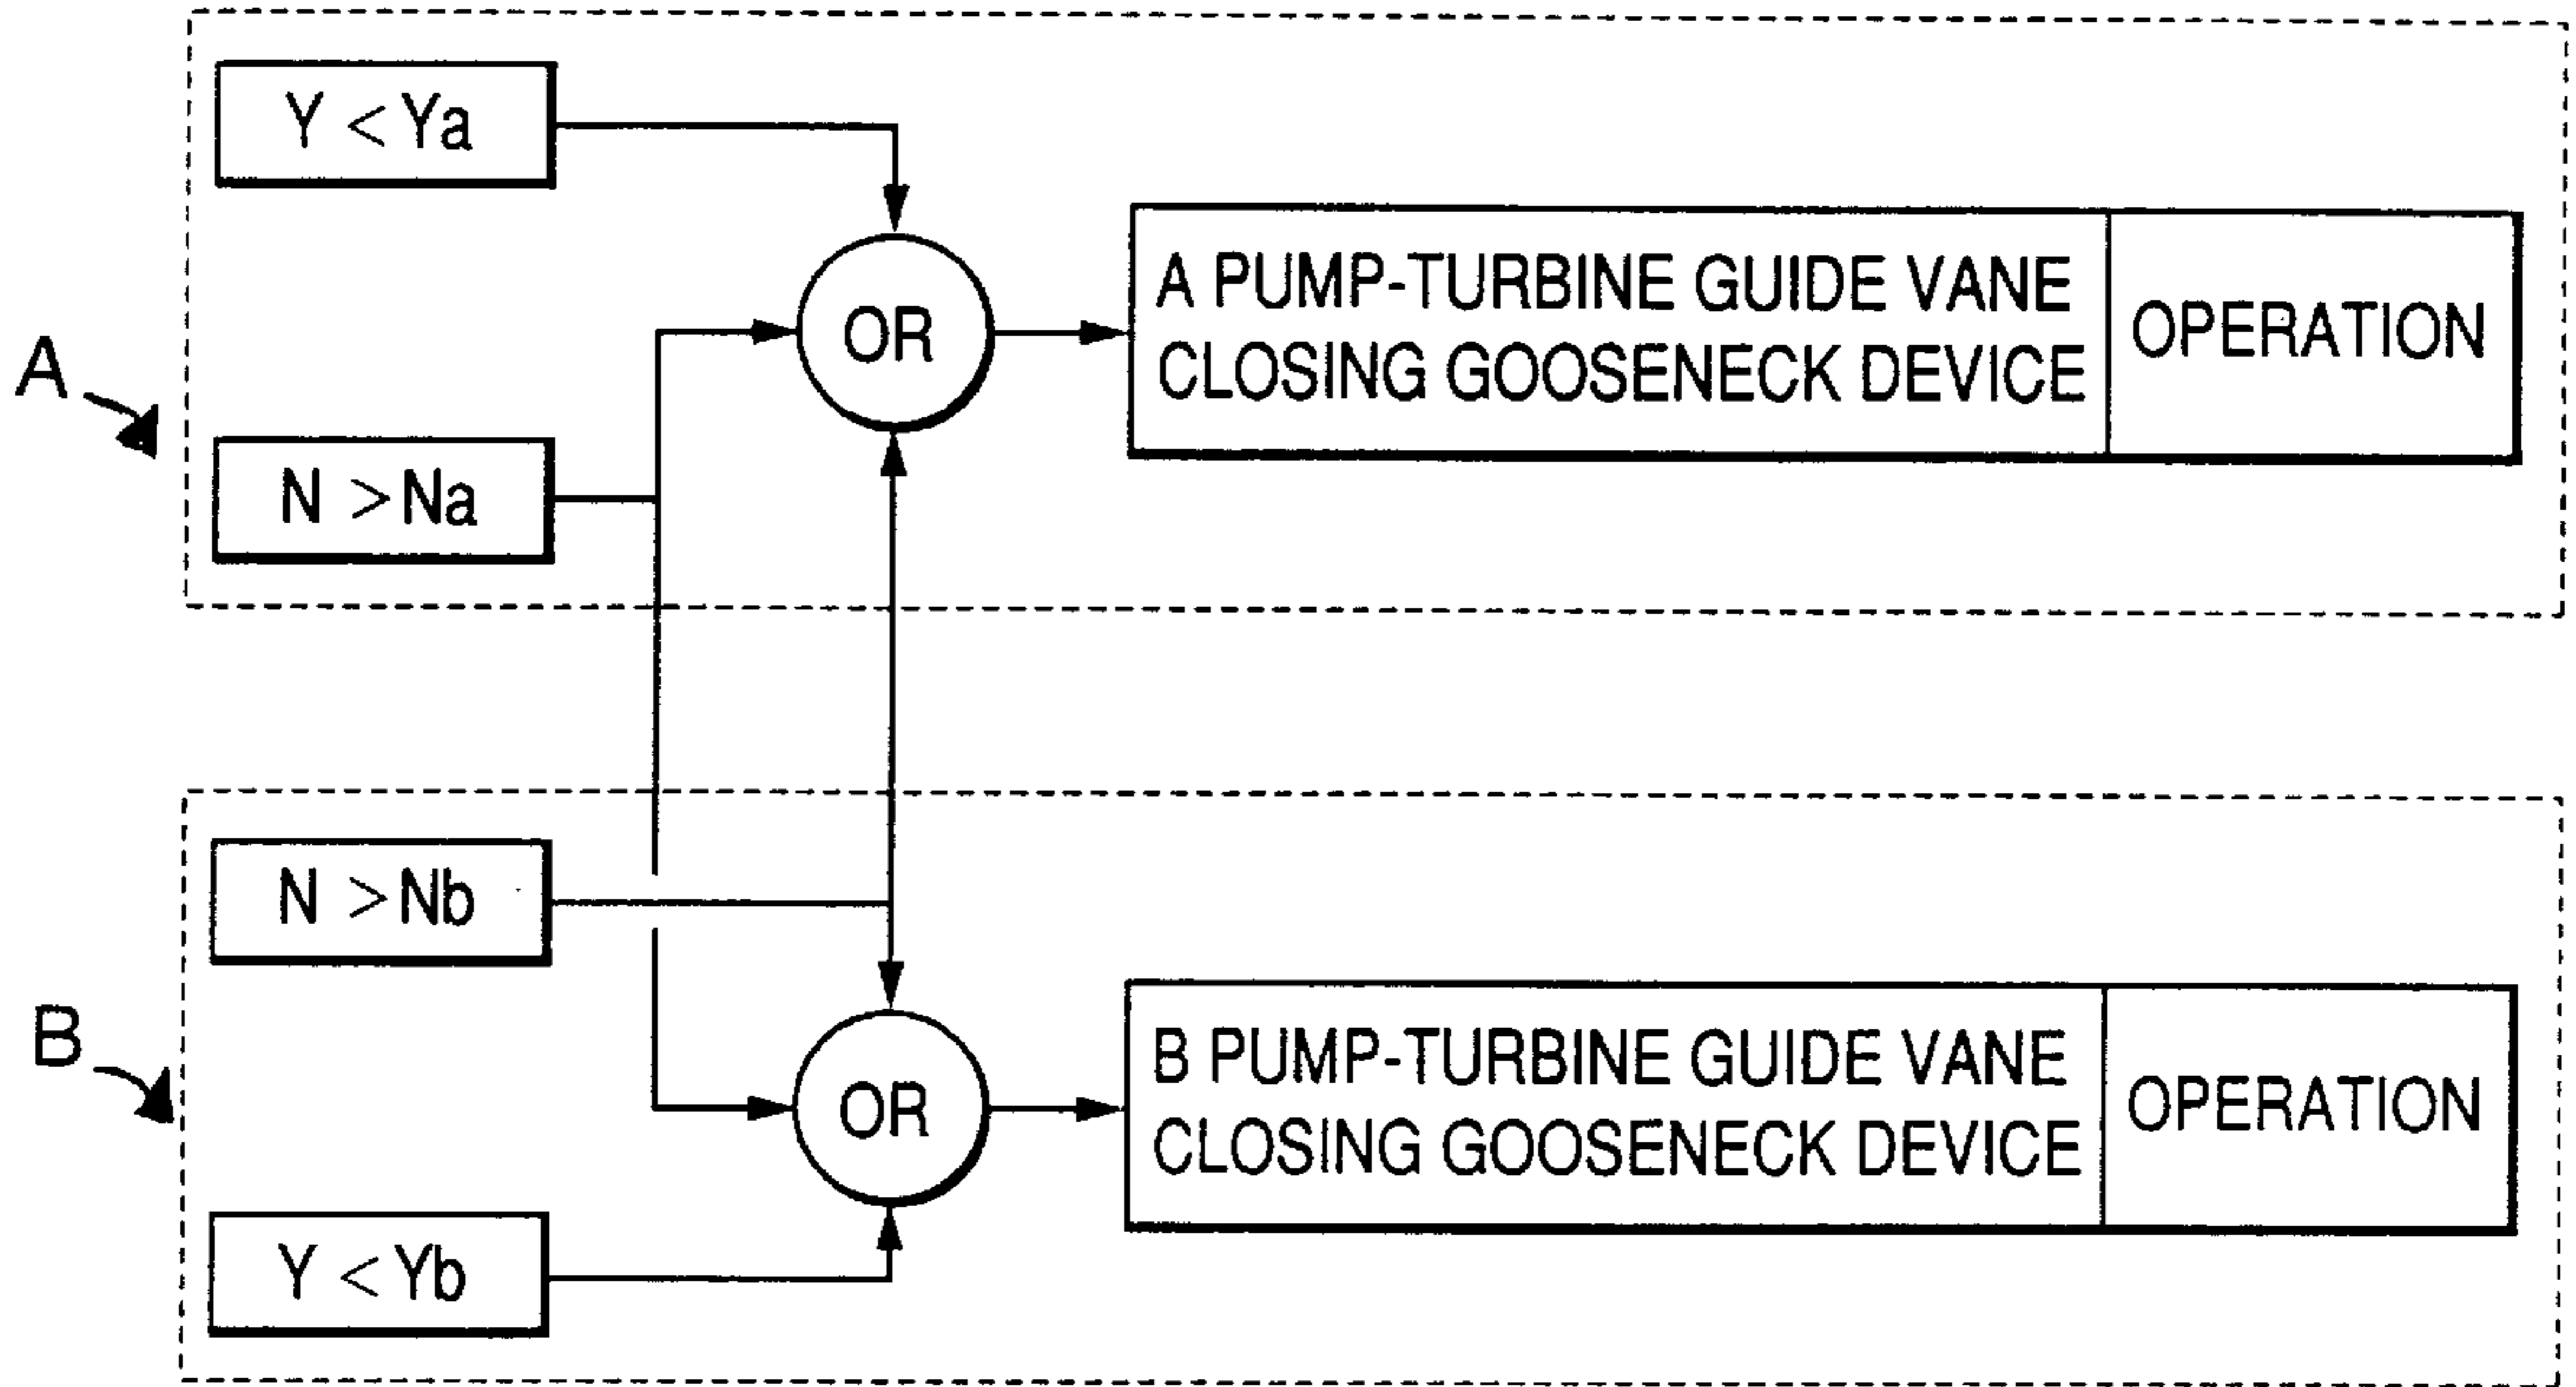 Y < Ya
OR
A PUMP-TURBINE GUIDE VANE
CLOSING GOOSENECK DEVICE
OPERATION
A
N > Na
N > Nb
B
OR
B PUMP-TURBINE GUIDE VANE
CLOSING GOOSENECK DEVICE
OPERATION
Y < Yb